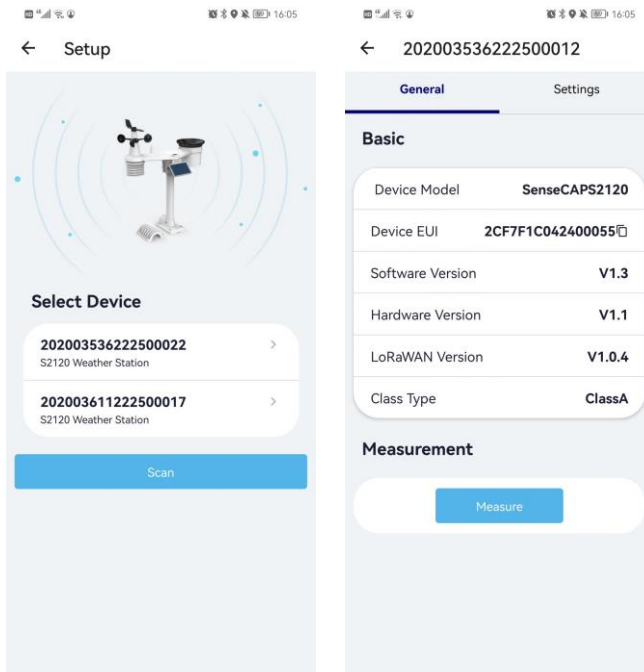 16:05
← Setup
Select Device
202003536222500022
S2120 Weather Station
202003611222500017
S2120 Weather Station
Scan
16:05
← 202003536222500012
General Settings
Basic
Device Model SenseCAPS2120
Device EUI 2CF7F1C042400055
Software Version V1.3
Hardware Version V1.1
LoRaWAN Version V1.0.4
Class Type ClassA
Measurement
Measure